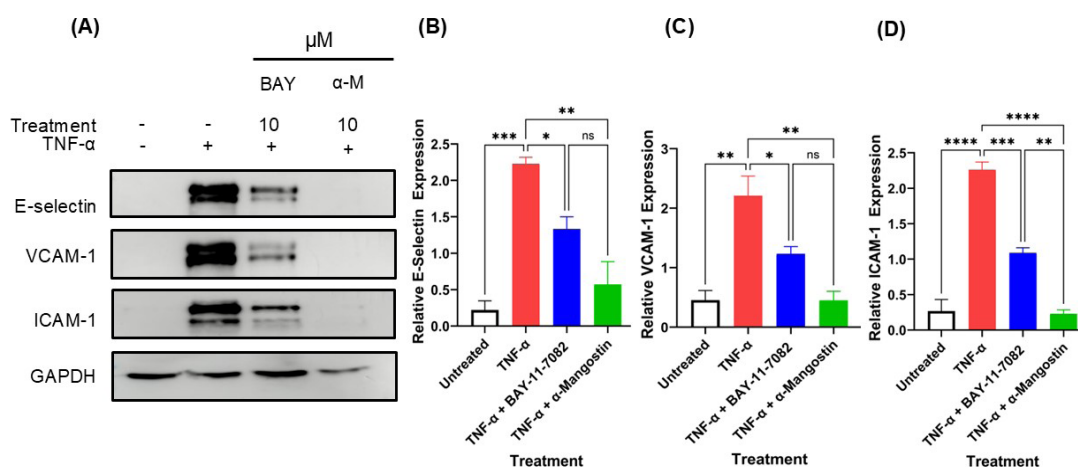 (A)
µM
BAY α-M
Treatment - - 10 10
TNF-α - + + +
E-selectin
VCAM-1
ICAM-1
GAPDH
(B)
Relative E-Selectin Expression
2.5
2.0
1.5
1.0
0.5
0.0
**
*** * ns
Untreated
TNF-α
TNF-α + BAY-11-7082
TNF-α + α-Mangostin
Treatment
(C)
Relative VCAM-1 Expression
3
2
1
0
**
** * ns
Untreated
TNF-α
TNF-α + BAY-11-7082
TNF-α + α-Mangostin
Treatment
(D)
Relative ICAM-1 Expression
2.5
2.0
1.5
1.0
0.5
0.0
****
**** *** **
Untreated
TNF-α
TNF-α + BAY-11-7082
TNF-α + α-Mangostin
Treatment